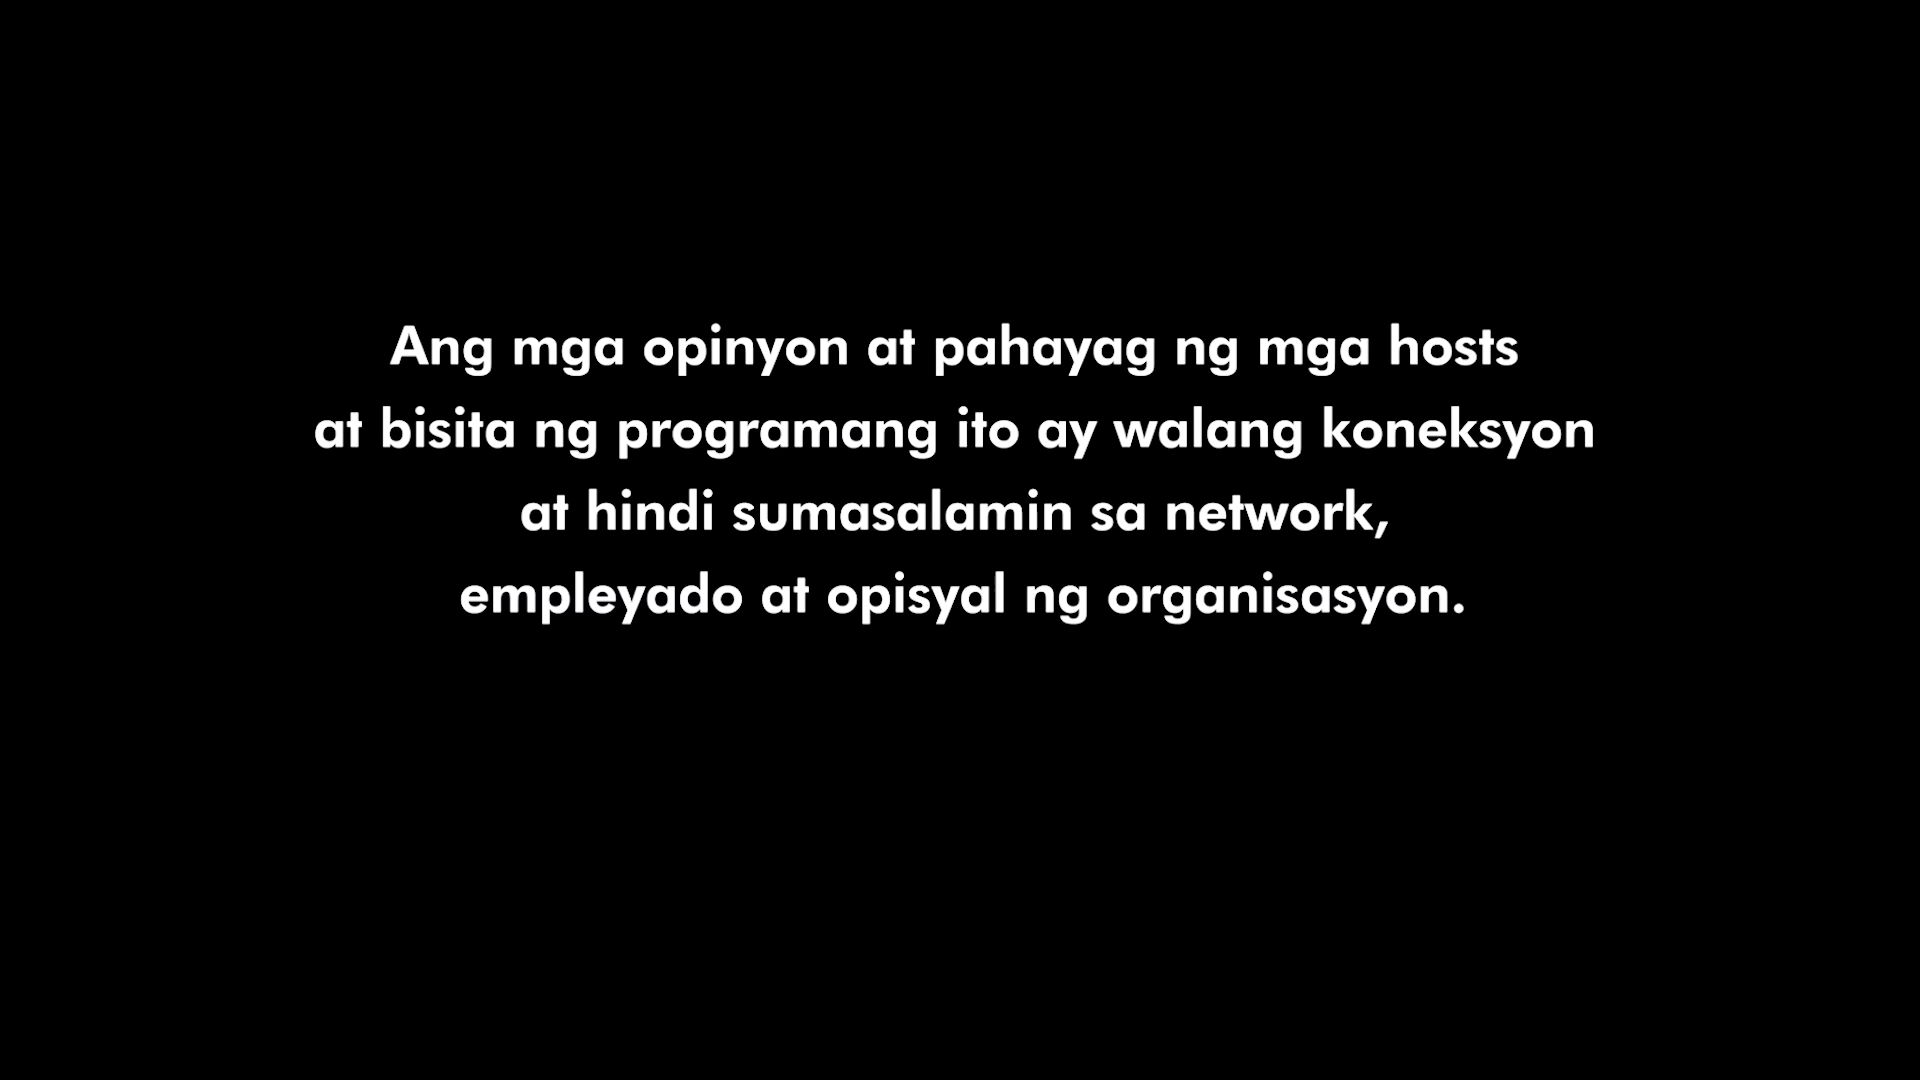 Ang mga opinyon at pahayag ng mga hosts
at bisita ng programang ito ay walang koneksyon
at hindi sumasalamin sa network,
empleyado at opisyal ng organisasyon.